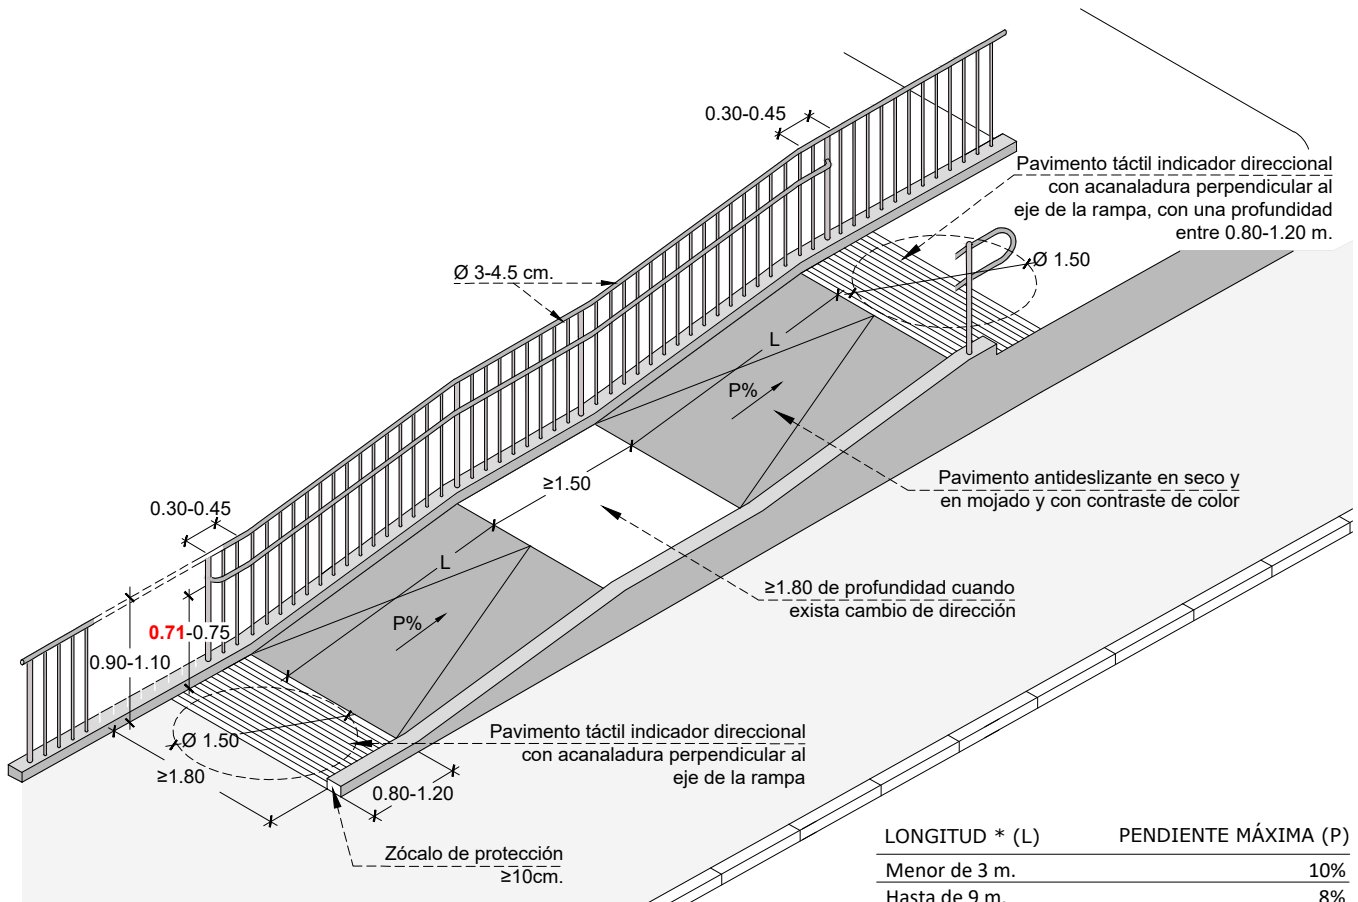 0.30-0.45
Pavimento táctil indicador direccional
con acanaladura perpendicular al
eje de la rampa, con una profundidad
entre 0.80-1.20 m.
Ø 3-4.5 cm.
Ø 1.50
L
P%
Pavimento antideslizante en seco y
en mojado y con contraste de color
≥1.50
0.30-0.45
L
≥1.80 de profundidad cuando
exista cambio de dirección
P%
0.71-0.75
0.90-1.10
Pavimento táctil indicador direccional
con acanaladura perpendicular al
eje de la rampa
Ø 1.50
≥1.80
0.80-1.20
Zócalo de protección
≥10cm.
LONGITUD * (L) PENDIENTE MÁXIMA (P)
Menor de 3 m. 10%
Hasta de 9 m. 8%